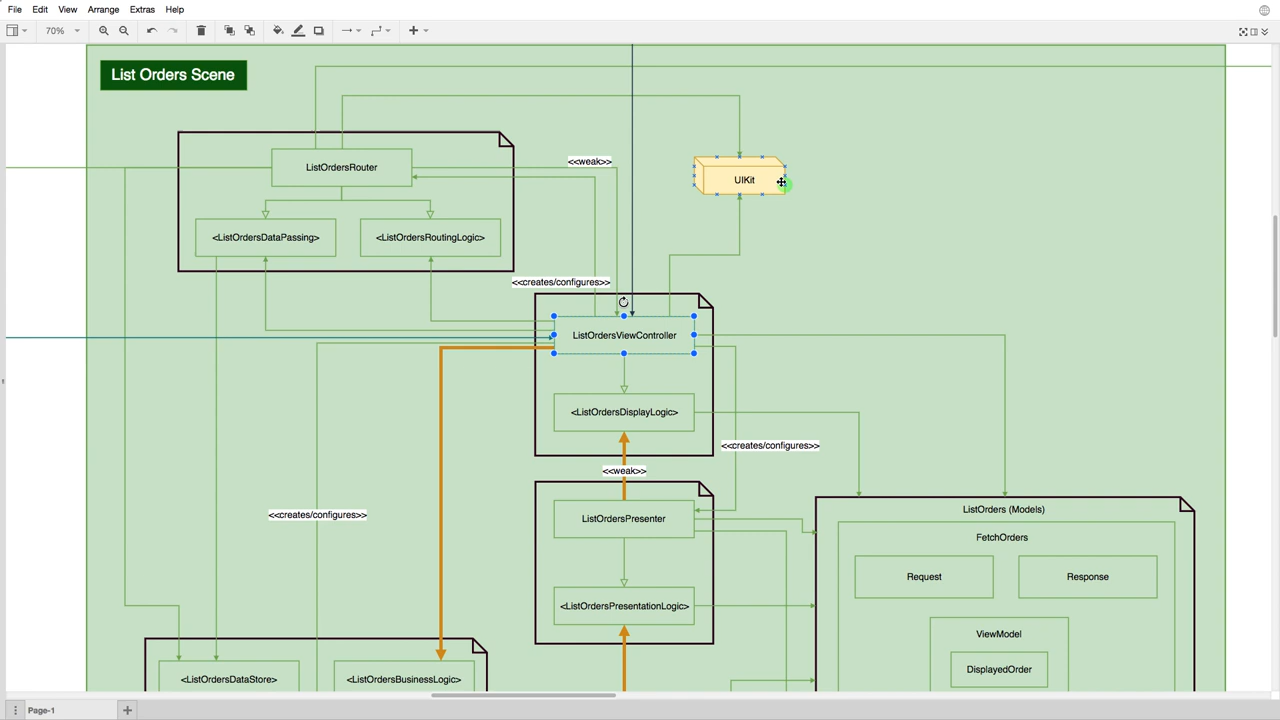 File Edit View Arrange Extras Help
70%
List Orders Scene
ListOrdersRouter
<<weak>>
UIKit
<ListOrdersDataPassing>
<ListOrdersRoutingLogic>
<<creates/configures>>
ListOrdersViewController
<ListOrdersDisplayLogic>
<<creates/configures>>
<<weak>>
<<creates/configures>>
ListOrdersPresenter
ListOrders (Models)
FetchOrders
Request
Response
<ListOrdersPresentationLogic>
ViewModel
DisplayedOrder
<ListOrdersDataStore>
<ListOrdersBusinessLogic>
Page-1